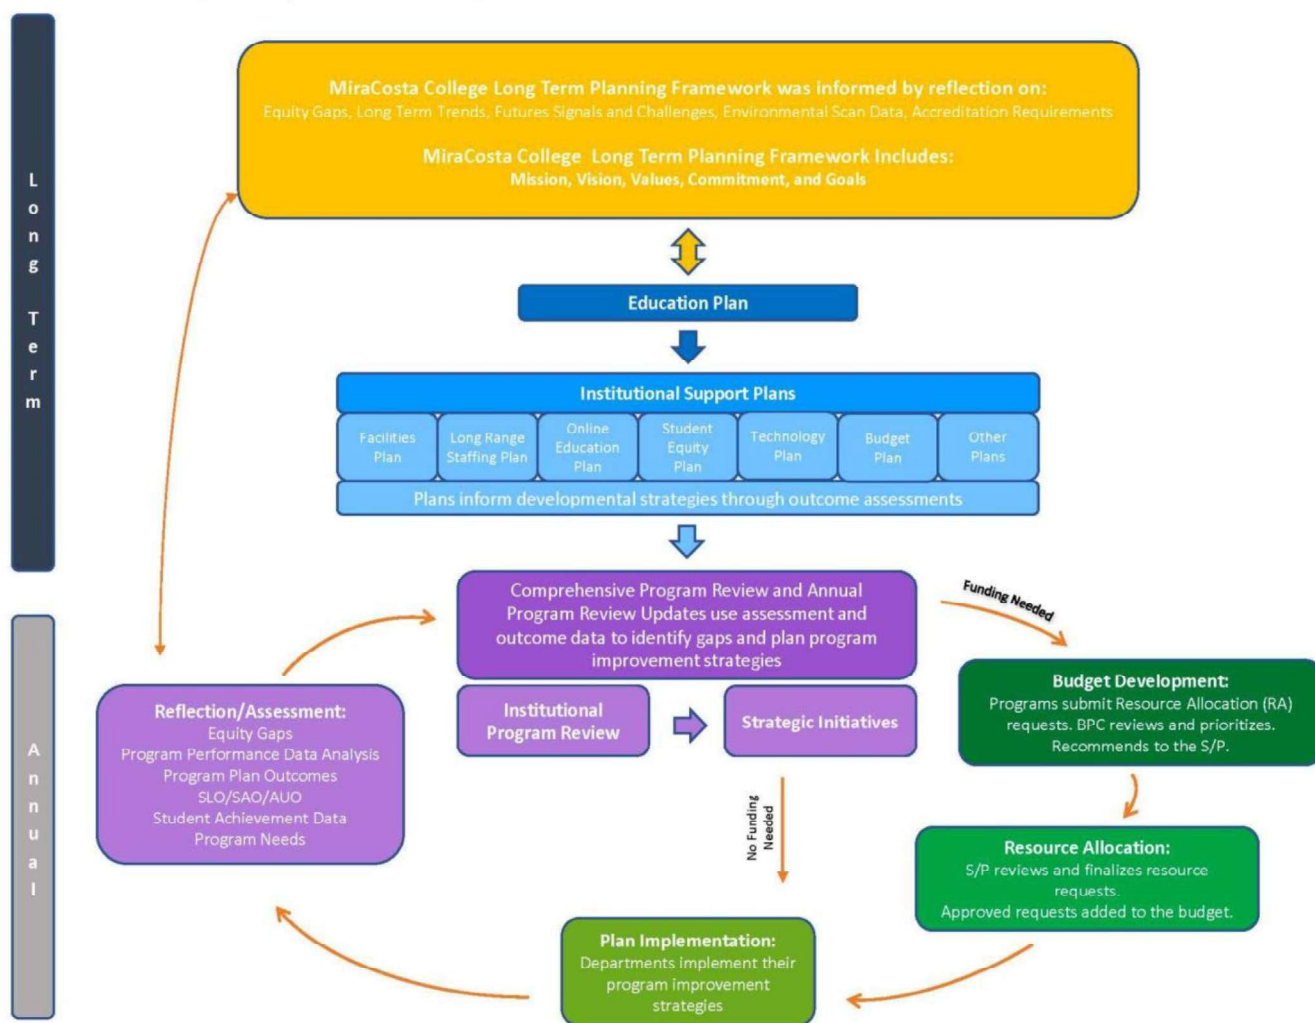 Long Term
MiraCosta College Long Term Planning Framework was informed by reflection on:
Equity Gaps, Long Term Trends, Futures Signals and Challenges, Environmental Scan Data, Accreditation Requirements
MiraCosta College Long Term Planning Framework Includes:
Mission, Vision, Values, Commitment, and Goals
Education Plan
Institutional Support Plans
Facilities
Plan
Long Range
Staffing Plan
Online
Education
Plan
Student
Equity
Plan
Technology
Plan
Budget
Plan
Other
Plans
Plans inform developmental strategies through outcome assessments
Annual
Comprehensive Program Review and Annual
Program Review Updates use assessment and
outcome data to identify gaps and plan program
improvement strategies
Institutional
Program Review
Strategic Initiatives
Funding Needed
Budget Development:
Programs submit Resource Allocation (RA)
requests. BPC reviews and prioritizes.
Recommends to the S/P.
Resource Allocation:
S/P reviews and finalizes resource
requests.
Approved requests added to the budget.
No Funding
Needed
Plan Implementation:
Departments implement their
program improvement
strategies
Reflection/Assessment:
Equity Gaps
Program Performance Data Analysis
Program Plan Outcomes
SLO/SAO/AUO
Student Achievement Data
Program Needs